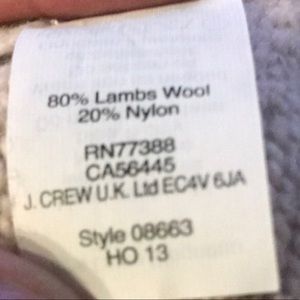 80% Lambs Wool
20% Nylon
RN77388
CA56445
J. CREW U.K. Ltd EC4V 6JA
Style 08663
HO 13